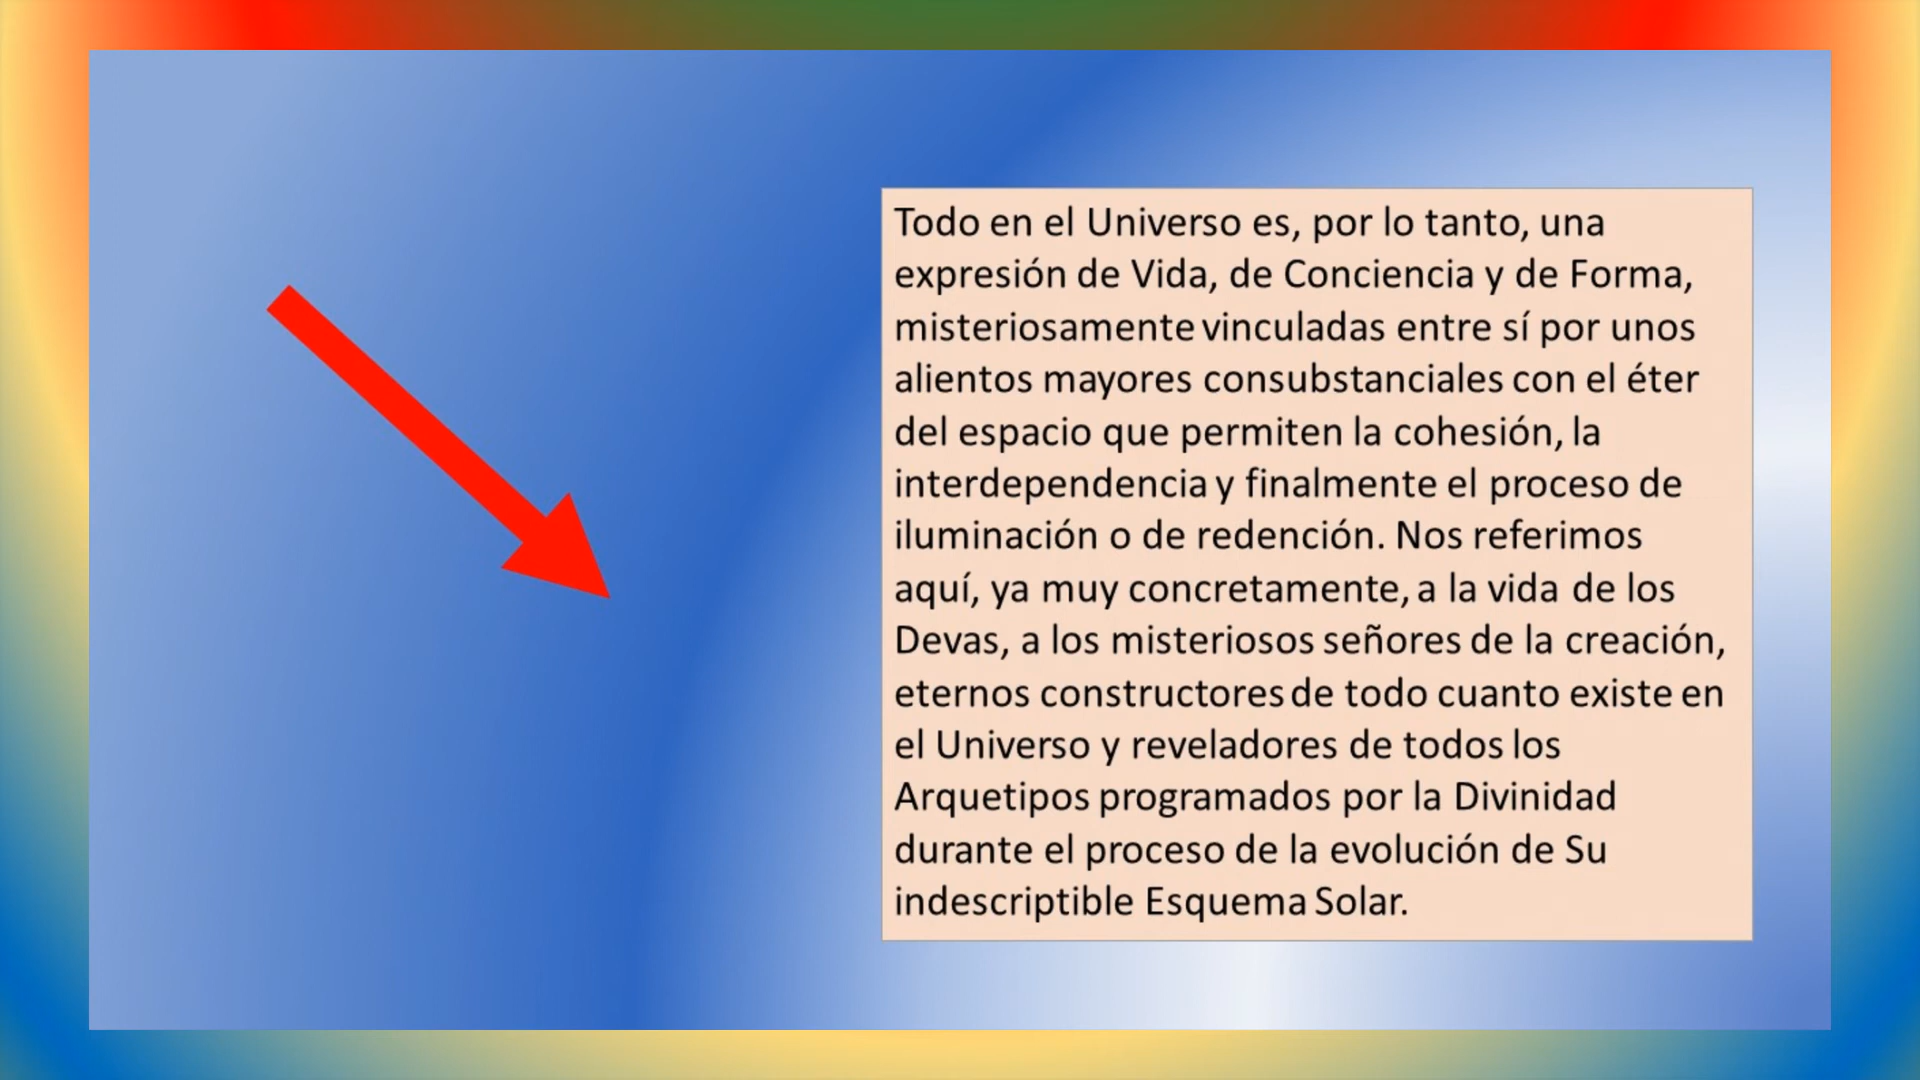 Todo en el Universo es, por lo tanto, una
expresión de Vida, de Conciencia y de Forma,
misteriosamente vinculadas entre sí por unos
alientos mayores consubstanciales con el éter
del espacio que permiten la cohesión, la
interdependencia y finalmente el proceso de
iluminación o de redención. Nos referimos
aquí, ya muy concretamente, a la vida de los
Devas, a los misteriosos señores de la creación,
eternos constructores de todo cuanto existe en
el Universo y reveladores de todos los
Arquetipos programados por la Divinidad
durante el proceso de la evolución de Su
indescriptible Esquema Solar.